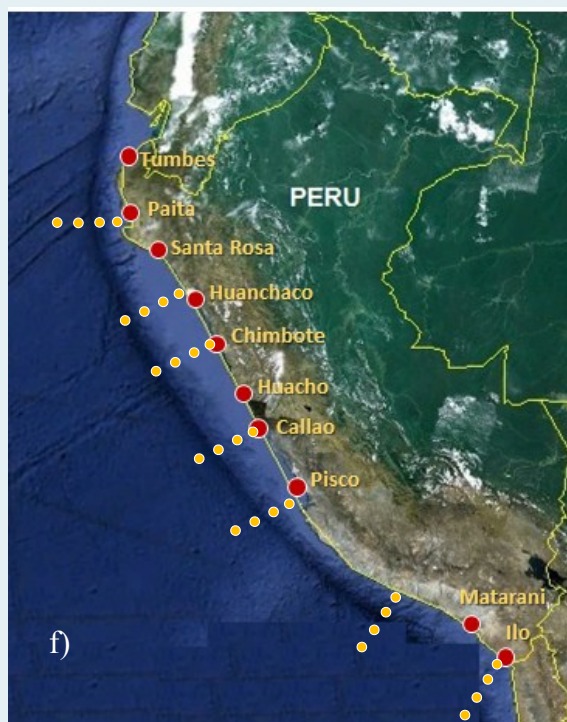 Tumbes
PERU
Paita
Santa Rosa
Huanchaco
Chimbote
Huacho
Callao
Pisco
Matarani
Ilo
f)